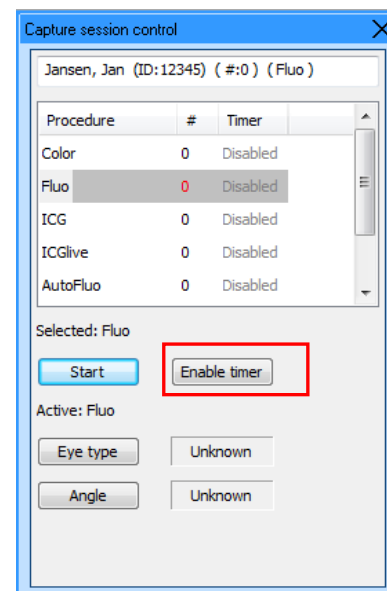 Capture session control
Jansen, Jan (ID:12345) ( #:0 ) ( Fluo )
Procedure # Timer
Color 0 Disabled
Fluo 0 Disabled
ICG 0 Disabled
ICGlive 0 Disabled
AutoFluo 0 Disabled
Selected: Fluo
Start Enable timer
Active: Fluo
Eye type Unknown
Angle Unknown